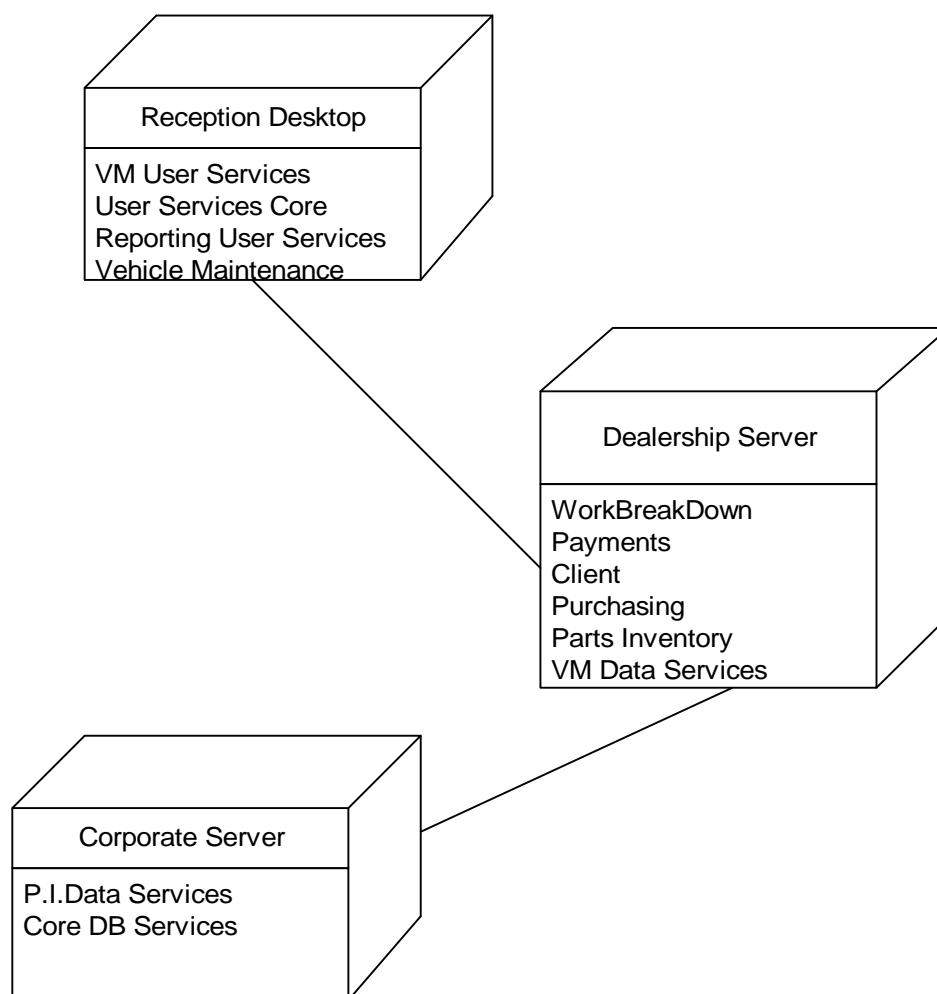 Reception Desktop
VM User Services
User Services Core
Reporting User Services
Vehicle Maintenance
Dealership Server
WorkBreakDown
Payments
Client
Purchasing
Parts Inventory
VM Data Services
Corporate Server
P.I.Data Services
Core DB Services